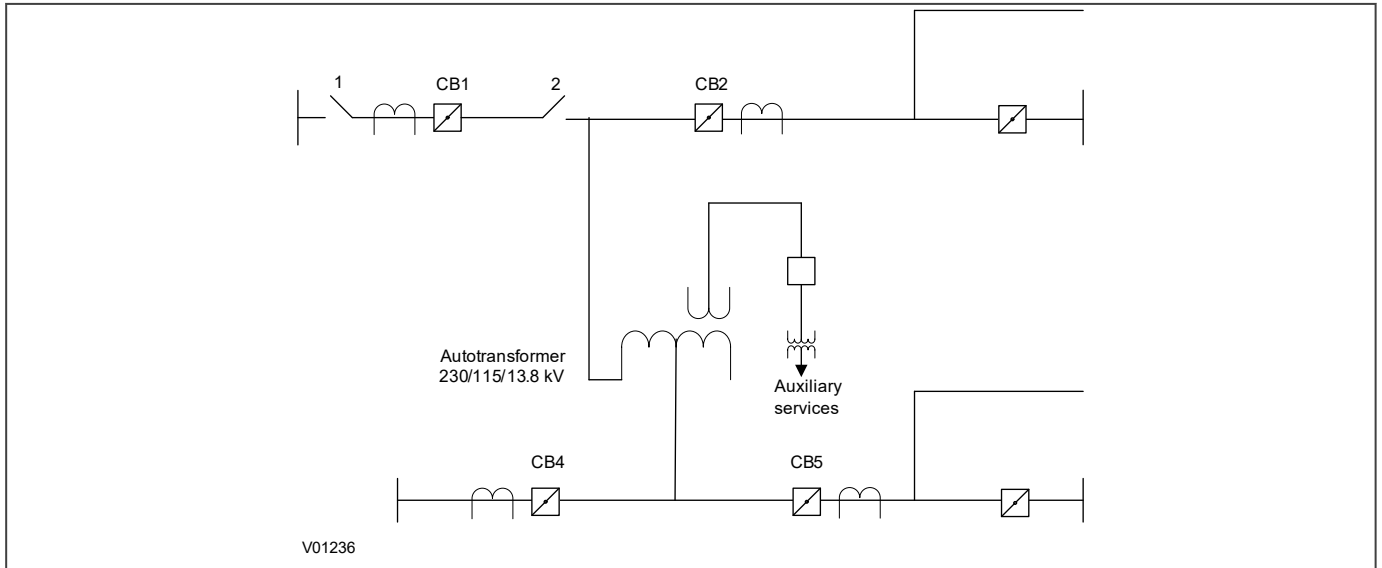 1
CB1
2
CB2
Autotransformer
230/115/13.8 kV
Auxiliary
services
CB4
CB5
V01236